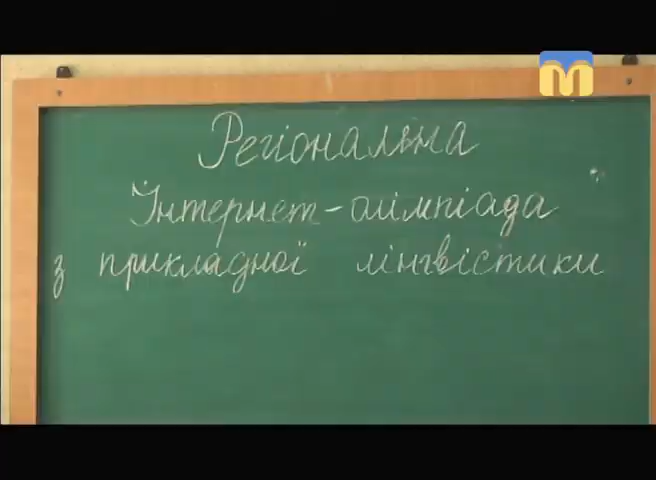 Регіональна
Інтернет-олімпіада
з прикладної лінгвістики